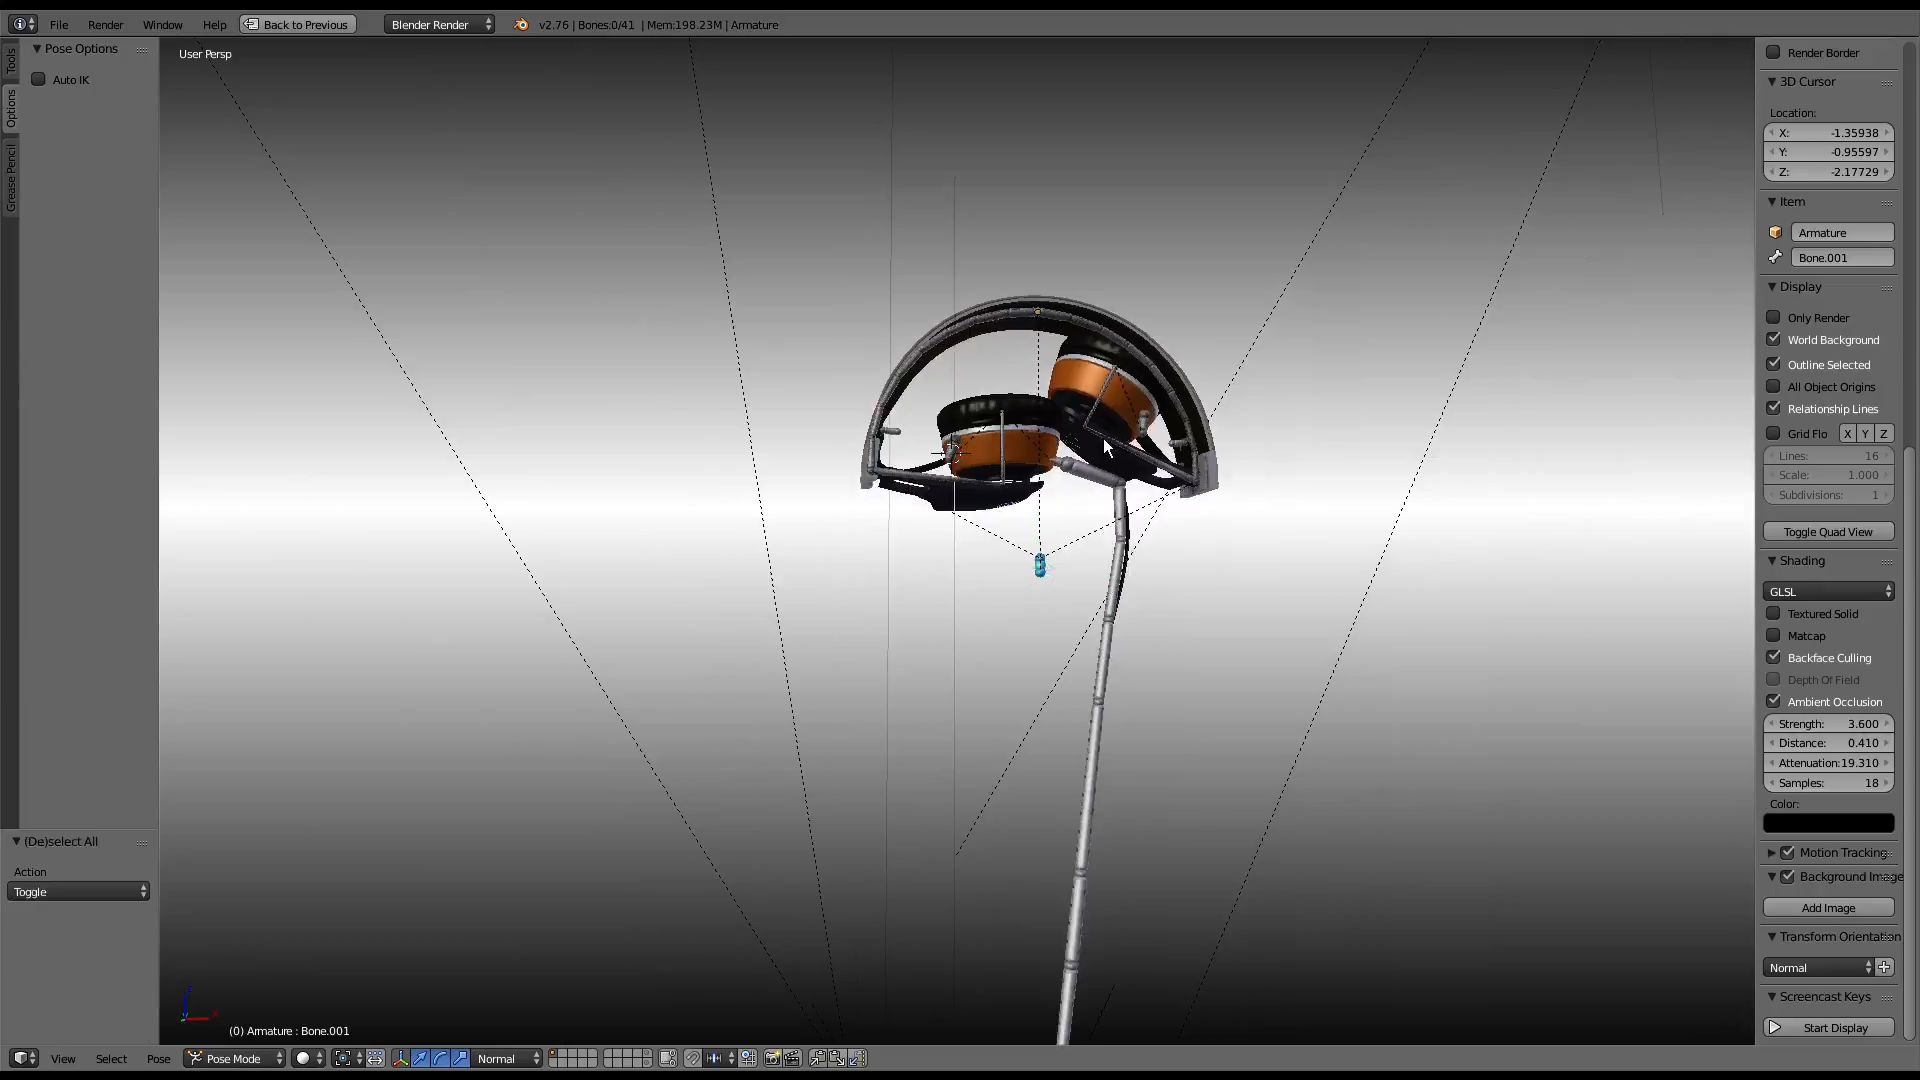 File Render Window Help Back to Previous Blender Render v2.76 | Bones:0/41 | Mem:198.23M | Armature
Tools
Options
Grease Pencil
Pose Options
Auto IK
(De)select All
Action
Toggle
User Persp
(0) Armature : Bone.001
Render Border
3D Cursor
Location:
X: -1.35938
Y: -0.95597
Z: -2.17729
Item
Armature
Bone.001
Display
Only Render
World Background
Outline Selected
All Object Origins
Relationship Lines
Grid Flo X Y Z
Lines: 16
Scale: 1.000
Subdivisions: 1
Toggle Quad View
Shading
GLSL
Textured Solid
Matcap
Backface Culling
Depth Of Field
Ambient Occlusion
Strength: 3.600
Distance: 0.410
Attenuation:19.310
Samples: 18
Color:
Motion Tracking
Background Image
Add Image
Transform Orientation
Normal
Screencast Keys
Start Display
View Select Pose Pose Mode Normal